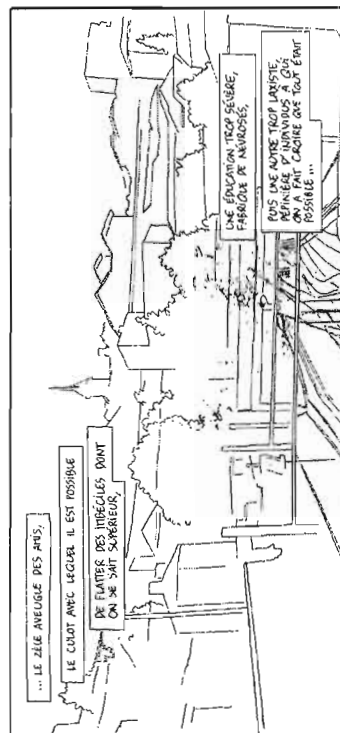 ... LE ZÈLE AVEUGLE DES AMIS,
LE CULOT AVEC LEQUEL IL EST POSSIBLE
DE FLATTER DES IMBÉCILES DONT
ON SE SAIT SUPÉRIEUR,
UNE ÉDUCATION TROP SÉVÈRE,
FABRIQUE DE NÉVROSÉS,
PUIS UNE AUTRE TROP LAXISTE,
PÉPINIÈRE D'INDIVIDUS À QUI
ON A FAIT CROIRE QUE TOUT ÉTAIT
POSSIBLE ...